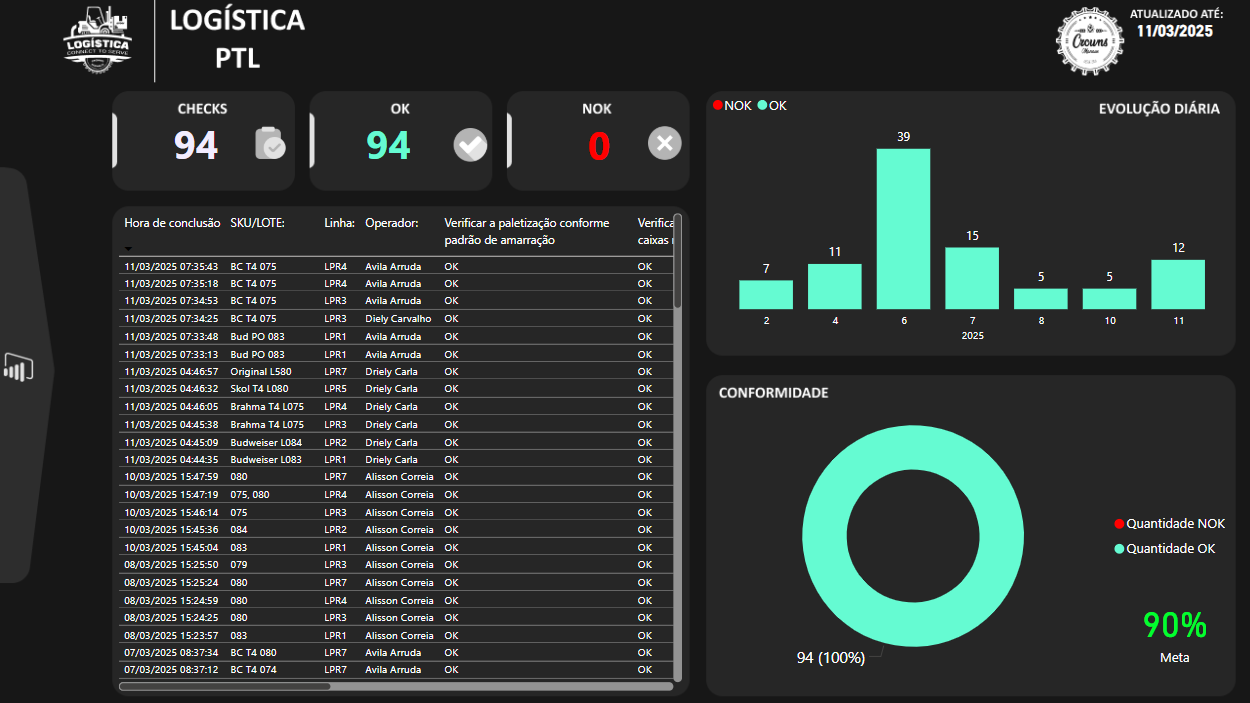 LOGÍSTICA
CONNECT TO SERVE
LOGÍSTICA
PTL
Crowns
ATUALIZADO ATÉ:
11/03/2025
CHECKS
94
OK
94
NOK
0
Hora de conclusão SKU/LOTE: Linha: Operador: Verificar a paletização conforme Verifica
padrão de amarração caixas
11/03/2025 07:35:43 BC T4 075 LPR4 Avila Arruda OK OK
11/03/2025 07:35:18 BC T4 075 LPR4 Avila Arruda OK OK
11/03/2025 07:34:53 BC T4 075 LPR3 Avila Arruda OK OK
11/03/2025 07:34:25 BC T4 075 LPR3 Diely Carvalho OK OK
11/03/2025 07:33:48 Bud PO 083 LPR1 Avila Arruda OK OK
11/03/2025 07:33:13 Bud PO 083 LPR1 Avila Arruda OK OK
11/03/2025 04:46:57 Original L580 LPR7 Driely Carla OK OK
11/03/2025 04:46:32 Skol T4 L080 LPR5 Driely Carla OK OK
11/03/2025 04:46:05 Brahma T4 L075 LPR4 Driely Carla OK OK
11/03/2025 04:45:38 Brahma T4 L075 LPR3 Driely Carla OK OK
11/03/2025 04:45:09 Budweiser L084 LPR2 Driely Carla OK OK
11/03/2025 04:44:35 Budweiser L083 LPR1 Driely Carla OK OK
10/03/2025 15:47:59 080 LPR7 Alisson Correia OK OK
10/03/2025 15:47:19 075, 080 LPR4 Alisson Correia OK OK
10/03/2025 15:46:14 075 LPR3 Alisson Correia OK OK
10/03/2025 15:45:36 084 LPR2 Alisson Correia OK OK
10/03/2025 15:45:04 083 LPR1 Alisson Correia OK OK
08/03/2025 15:25:50 079 LPR3 Alisson Correia OK OK
08/03/2025 15:25:24 080 LPR7 Alisson Correia OK OK
08/03/2025 15:24:59 080 LPR4 Alisson Correia OK OK
08/03/2025 15:24:25 080 LPR3 Alisson Correia OK OK
08/03/2025 15:23:57 083 LPR1 Alisson Correia OK OK
07/03/2025 08:37:34 BC T4 080 LPR7 Avila Arruda OK OK
07/03/2025 08:37:12 BC T4 074 LPR7 Avila Arruda OK OK
NOK OK
EVOLUÇÃO DIÁRIA
7 11 39 15 5 5 12
2 4 6 7 8 10 11
2025
CONFORMIDADE
94 (100%)
Quantidade NOK
Quantidade OK
90%
Meta